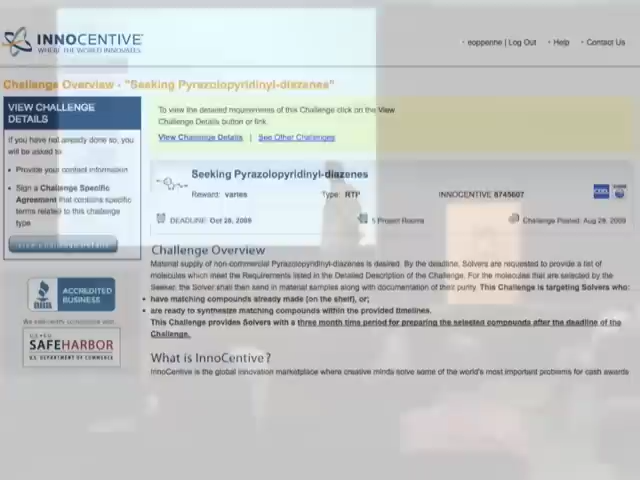 INNOCENTIVE
WHERE THE WORLD INNOVATES
eoppenne | Log Out
Help
Contact Us
Challenge Overview - "Seeking Pyrazolopyridinyl-diazenes"
VIEW CHALLENGE
DETAILS
If you have not already done so, you
will be asked to
• Provide your contact information
• Sign a Challenge Specific
Agreement that contains specific
terms related to this challenge
type
To view the detailed requirements of this Challenge click on the View
Challenge Details button or link.
View Challenge Details | See Other Challenges
Seeking Pyrazolopyridinyl-diazenes
Reward: varies Type: RTP INNOCENTIVE 8745607
DEADLINE: Oct 28, 2009 5 Project Rooms Challenge Posted: Aug 28, 2009
Challenge Overview
Material supply of non-commercial Pyrazolopyridinyl-diazenes is desired. By the deadline, Solvers are requested to provide a list of
molecules which meet the Requirements listed in the Detailed Description of the Challenge. For the molecules that are selected by the
Seeker, the Solver shall then send in material samples along with documentation of their purity. This Challenge is targeting Solvers who:
• have matching compounds already made (on the shelf), or;
• are ready to synthesize matching compounds within the provided timelines.
This Challenge provides Solvers with a three month time period for preparing the selected compounds after the deadline of the
Challenge.
What is InnoCentive?
InnoCentive is the global innovation marketplace where creative minds solve some of the world's most important problems for cash awards
BBB
ACCREDITED
BUSINESS
SAFEHARBOR
U.S. DEPARTMENT OF COMMERCE